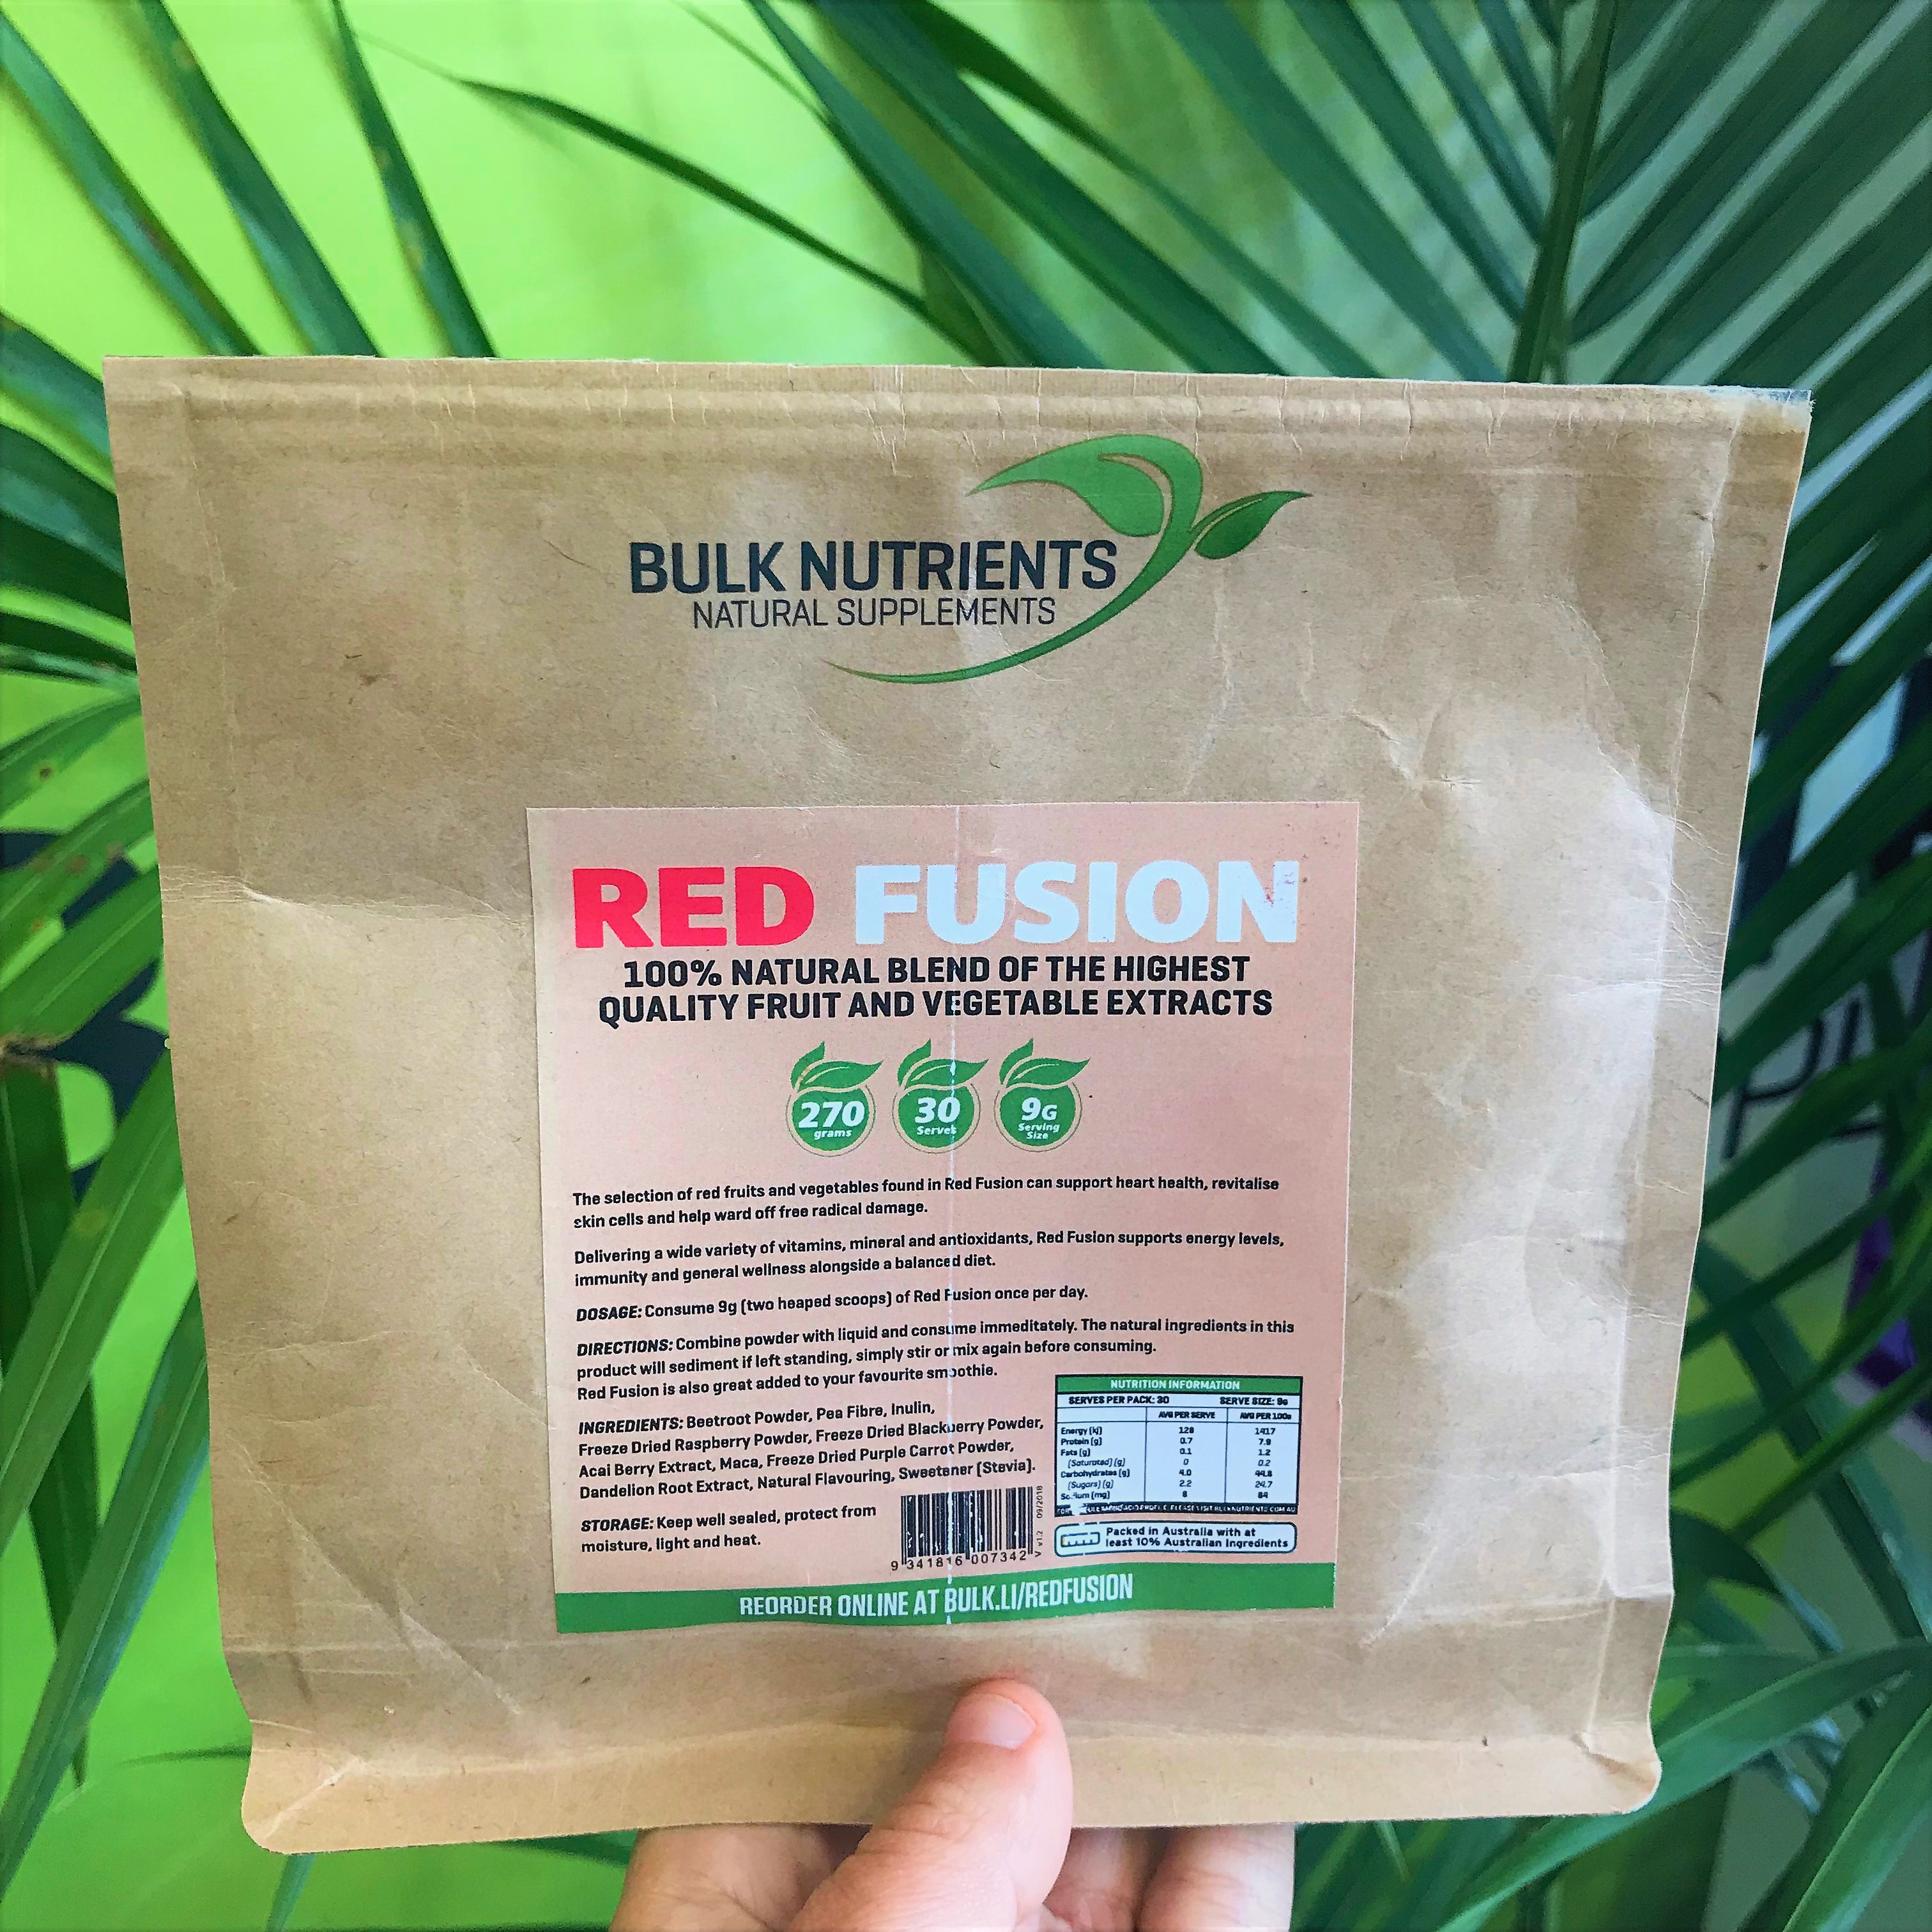 BULK NUTRIENTS
NATURAL SUPPLEMENTS
RED FUSION
100% NATURAL BLEND OF THE HIGHEST
QUALITY FRUIT AND VEGETABLE EXTRACTS
270 grams
30 Serves
9G Serving Size
The selection of red fruits and vegetables found in Red Fusion can support heart health, revitalise
skin cells and help ward off free radical damage.
Delivering a wide variety of vitamins, mineral and antioxidants, Red Fusion supports energy levels,
immunity and general wellness alongside a balanced diet.
DOSAGE: Consume 9g (two heaped scoops) of Red Fusion once per day.
DIRECTIONS: Combine powder with liquid and consume immeditately. The natural ingredients in this
product will sediment if left standing, simply stir or mix again before consuming.
Red Fusion is also great added to your favourite smoothie.
INGREDIENTS: Beetroot Powder, Pea Fibre, Inulin,
Freeze Dried Raspberry Powder, Freeze Dried Blackberry Powder,
Acai Berry Extract, Maca, Freeze Dried Purple Carrot Powder,
Dandelion Root Extract, Natural Flavouring, Sweetener (Stevia).
STORAGE: Keep well sealed, protect from
moisture, light and heat.
9 341816 007342
v1.2 09/2018
NUTRITION INFORMATION
SERVES PER PACK: 30 SERVE SIZE: 9g
AVG PER SERVE AVG PER 100g
Energy (kj) 128 1417
Protein (g) 0.7 7.9
Fats (g) 0.1 1.2
(Saturated) (g) 0 0.2
Carbohydrates (g) 4.0 44.8
(Sugars) (g) 2.2 24.7
Sodium (mg) 8 84
Packed in Australia with at
least 10% Australian Ingredients
REORDER ONLINE AT BULK.LI/REDFUSION